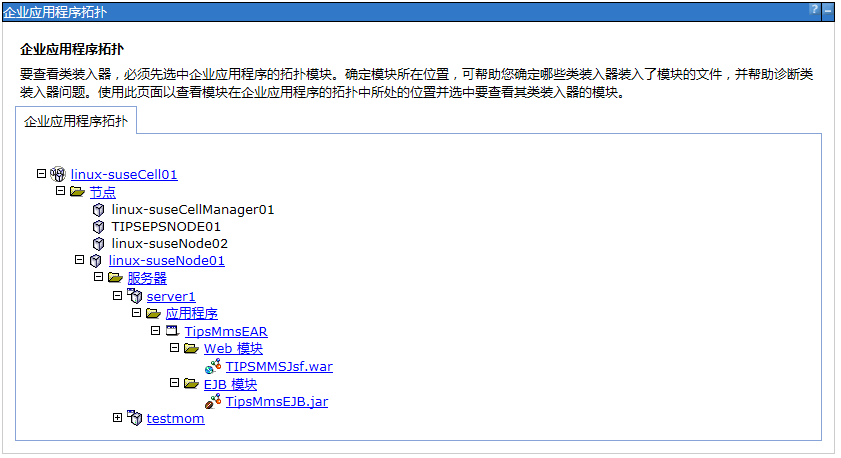 企业应用程序拓扑
?
企业应用程序拓扑
要查看类装入器，必须先选中企业应用程序的拓扑模块。确定模块所在位置，可帮助您确定哪些类装入器装入了模块的文件，并帮助诊断类
装入器问题。使用此页面以查看模块在企业应用程序的拓扑中所处的位置并选中要查看其类装入器的模块。
企业应用程序拓扑
linux-suseCell01
节点
linux-suseCellManager01
TIPSEPSNODE01
linux-suseNode02
linux-suseNode01
服务器
server1
应用程序
TipsMmsEAR
Web 模块
TIPSMMSJsf.war
EJB 模块
TipsMmsEJB.jar
testmom